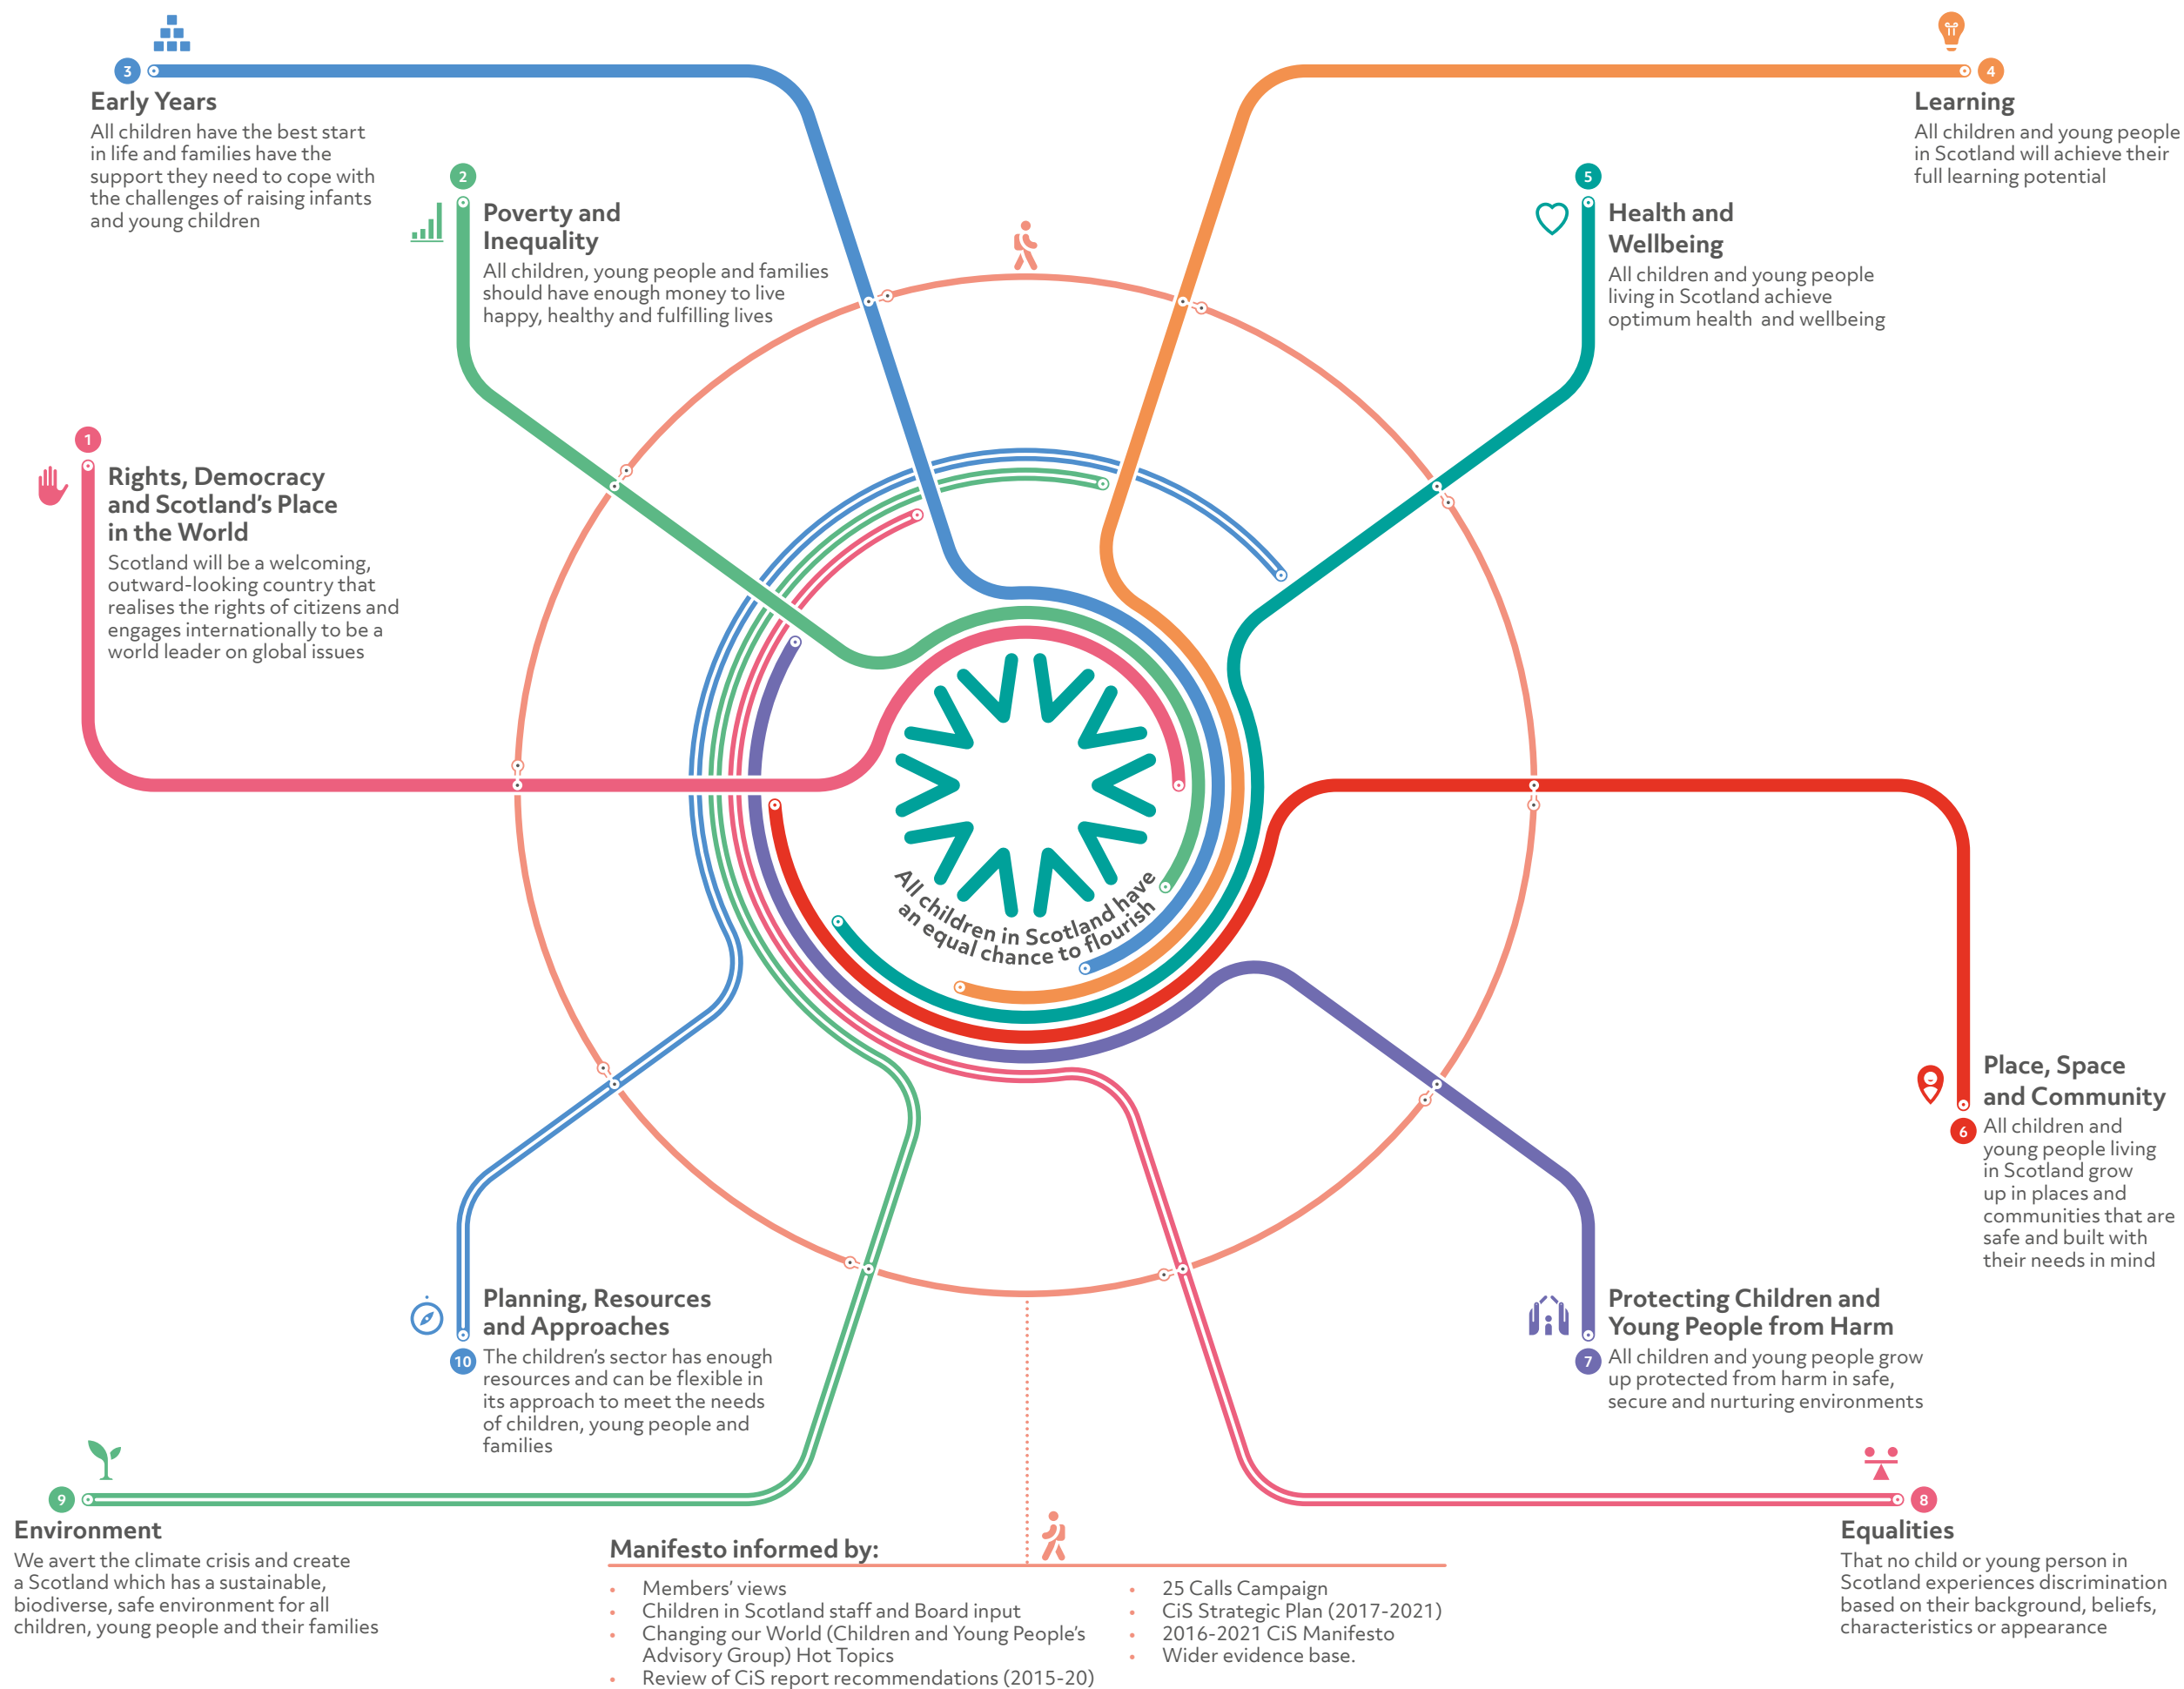 3
Early Years
All children have the best start
in life and families have the
support they need to cope with
the challenges of raising infants
and young children
4
Learning
All children and young people
in Scotland will achieve their
full learning potential
2
Poverty and
Inequality
All children, young people and families
should have enough money to live
happy, healthy and fulfilling lives
5
Health and
Wellbeing
All children and young people
living in Scotland achieve
optimum health and wellbeing
1
Rights, Democracy
and Scotland's Place
in the World
Scotland will be a welcoming,
outward-looking country that
realises the rights of citizens and
engages internationally to be a
world leader on global issues
All children in Scotland have
an equal chance to flourish
Place, Space
and Community
6
All children and
young people living
in Scotland grow
up in places and
communities that are
safe and built with
their needs in mind
Planning, Resources
and Approaches
10
The children's sector has enough
resources and can be flexible in
its approach to meet the needs
of children, young people and
families
Protecting Children and
Young People from Harm
7
All children and young people grow
up protected from harm in safe,
secure and nurturing environments
9
Environment
We avert the climate crisis and create
a Scotland which has a sustainable,
biodiverse, safe environment for all
children, young people and their families
8
Equalities
That no child or young person in
Scotland experiences discrimination
based on their background, beliefs,
characteristics or appearance
Manifesto informed by:
• Members' views
• Children in Scotland staff and Board input
• Changing our World (Children and Young People's
Advisory Group) Hot Topics
• Review of CiS report recommendations (2015-20)
• 25 Calls Campaign
• CiS Strategic Plan (2017-2021)
• 2016-2021 CiS Manifesto
• Wider evidence base.